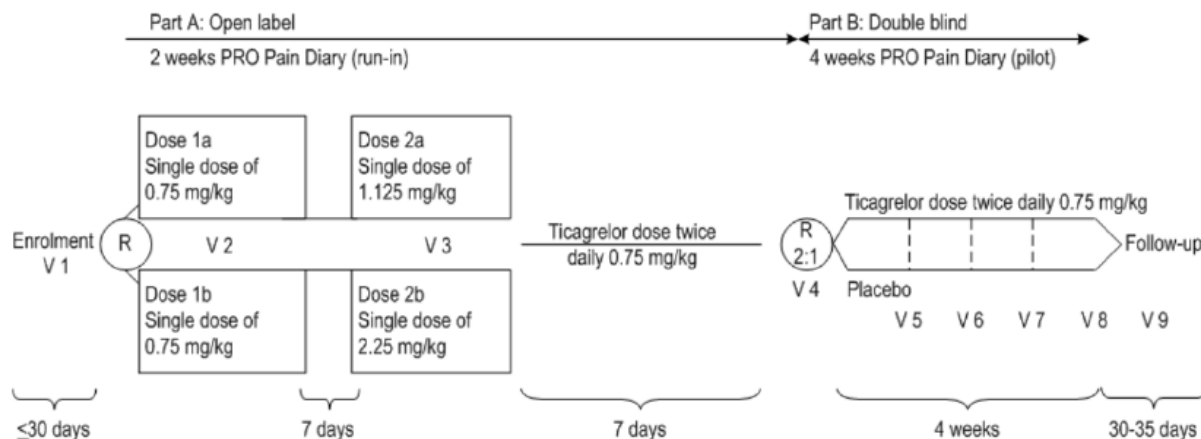 Part A: Open label
Part B: Double blind
2 weeks PRO Pain Diary (run-in)
4 weeks PRO Pain Diary (pilot)
Dose 1a
Single dose of
0.75 mg/kg
Dose 2a
Single dose of
1.125 mg/kg
Enrolment
V 1
R
V 2
V 3
Dose 1b
Single dose of
0.75 mg/kg
Dose 2b
Single dose of
2.25 mg/kg
Ticagrelor dose twice
daily 0.75 mg/kg
R
2:1
V 4
Ticagrelor dose twice daily 0.75 mg/kg
Placebo
Follow-up
V 5
V 6
V 7
V 8
V 9
≤30 days
7 days
7 days
4 weeks
30-35 days